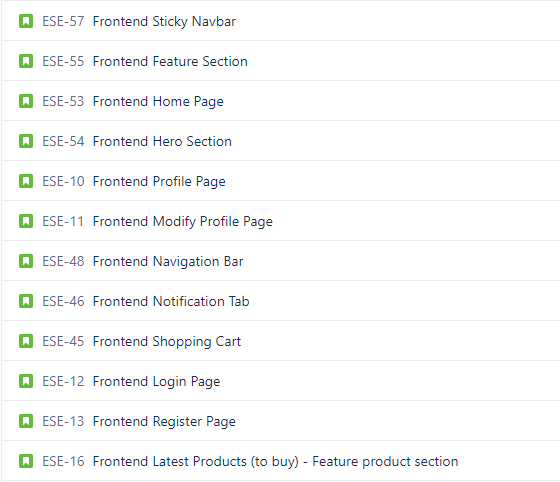 ESE-57 Frontend Sticky Navbar
ESE-55 Frontend Feature Section
ESE-53 Frontend Home Page
ESE-54 Frontend Hero Section
ESE-10 Frontend Profile Page
ESE-11 Frontend Modify Profile Page
ESE-48 Frontend Navigation Bar
ESE-46 Frontend Notification Tab
ESE-45 Frontend Shopping Cart
ESE-12 Frontend Login Page
ESE-13 Frontend Register Page
ESE-16 Frontend Latest Products (to buy) - Feature product section